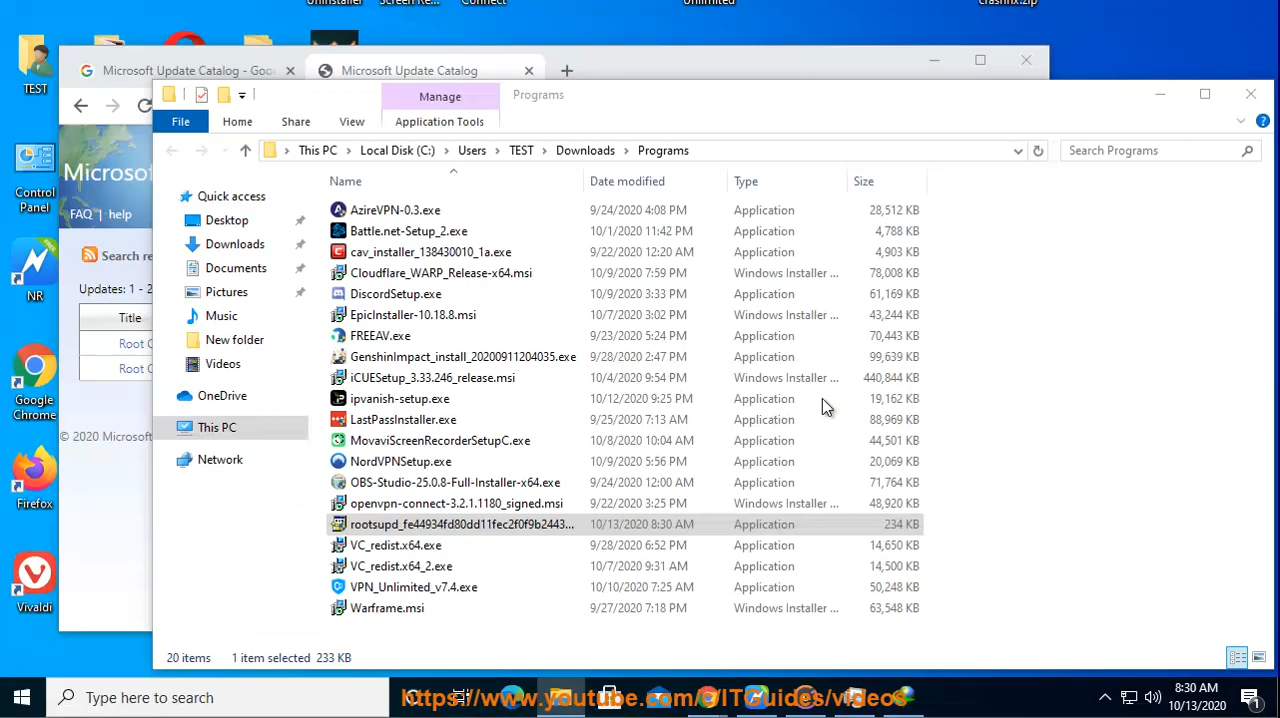 Uninstaller Screen Re... Connect Unlimited crashhx.zip
TEST
Control
Panel
NR
Google
Chrome
Firefox
Vivaldi
Microsoft Update Catalog - Goo
Microsoft Update Catalog
Microsof
FAQ | help
Search re
Updates: 1 - 2
Title
Root C
Root C
© 2020 Microsoft
Manage
Programs
File Home Share View Application Tools
This PC > Local Disk (C:) > Users > TEST > Downloads > Programs
Search Programs
Quick access
Desktop
Downloads
Documents
Pictures
Music
New folder
Videos
OneDrive
This PC
Network
Name Date modified Type Size
AzireVPN-0.3.exe 9/24/2020 4:08 PM Application 28,512 KB
Battle.net-Setup_2.exe 10/1/2020 11:42 PM Application 4,788 KB
cav_installer_138430010_1a.exe 9/22/2020 12:20 AM Application 4,903 KB
Cloudflare_WARP_Release-x64.msi 10/9/2020 7:59 PM Windows Installer ... 78,008 KB
DiscordSetup.exe 10/9/2020 3:33 PM Application 61,169 KB
EpicInstaller-10.18.8.msi 10/7/2020 3:02 PM Windows Installer ... 43,244 KB
FREEAV.exe 9/23/2020 5:24 PM Application 70,443 KB
GenshinImpact_install_20200911204035.exe 9/28/2020 2:47 PM Application 99,639 KB
iCUESetup_3.33.246_release.msi 10/4/2020 9:54 PM Windows Installer ... 440,844 KB
ipvanish-setup.exe 10/12/2020 9:25 PM Application 19,162 KB
LastPassInstaller.exe 9/25/2020 7:13 AM Application 88,969 KB
MovaviScreenRecorderSetupC.exe 10/8/2020 10:04 AM Application 44,501 KB
NordVPNSetup.exe 10/9/2020 5:56 PM Application 20,069 KB
OBS-Studio-25.0.8-Full-Installer-x64.exe 9/24/2020 12:00 AM Application 71,764 KB
openvpn-connect-3.2.1.1180_signed.msi 9/22/2020 3:25 PM Windows Installer ... 48,920 KB
rootsupd_fe44934fd80dd11fec2f0f9b2443... 10/13/2020 8:30 AM Application 234 KB
VC_redist.x64.exe 9/28/2020 6:52 PM Application 14,650 KB
VC_redist.x64_2.exe 10/7/2020 9:31 AM Application 14,500 KB
VPN_Unlimited_v7.4.exe 10/10/2020 7:25 AM Application 50,248 KB
Warframe.msi 9/27/2020 7:18 PM Windows Installer ... 63,548 KB
20 items 1 item selected 233 KB
Type here to search
https://www.youtube.com/c/ITGuides/videos
8:30 AM
10/13/2020